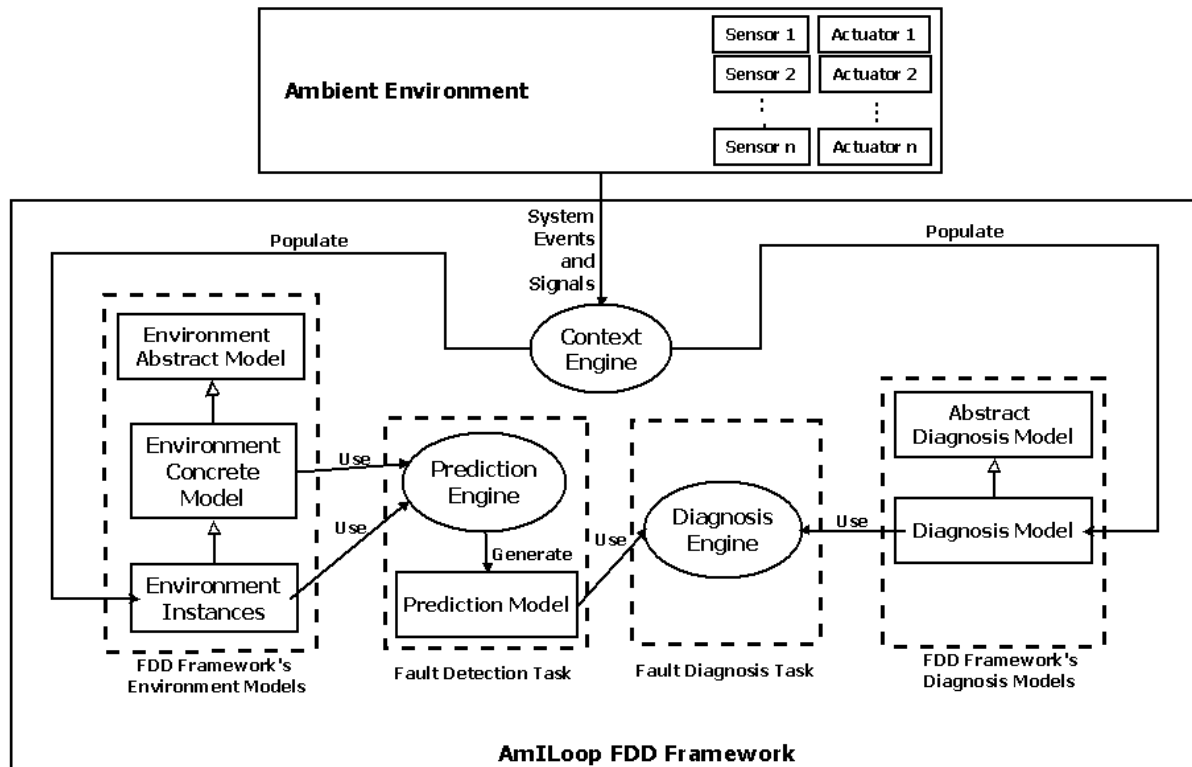 Sensor 1
Actuator 1
Sensor 2
Actuator 2
Ambient Environment
Sensor n
Actuator n
System
Events
and
Signals
Populate
Populate
Context
Engine
Environment
Abstract Model
Environment
Concrete
Model
Environment
Instances
Use
Use
Prediction
Engine
Generate
Prediction Model
Use
Diagnosis
Engine
Use
Abstract
Diagnosis Model
Diagnosis Model
FDD Framework's
Environment Models
Fault Detection Task
Fault Diagnosis Task
FDD Framework's
Diagnosis Models
AmILoop FDD Framework